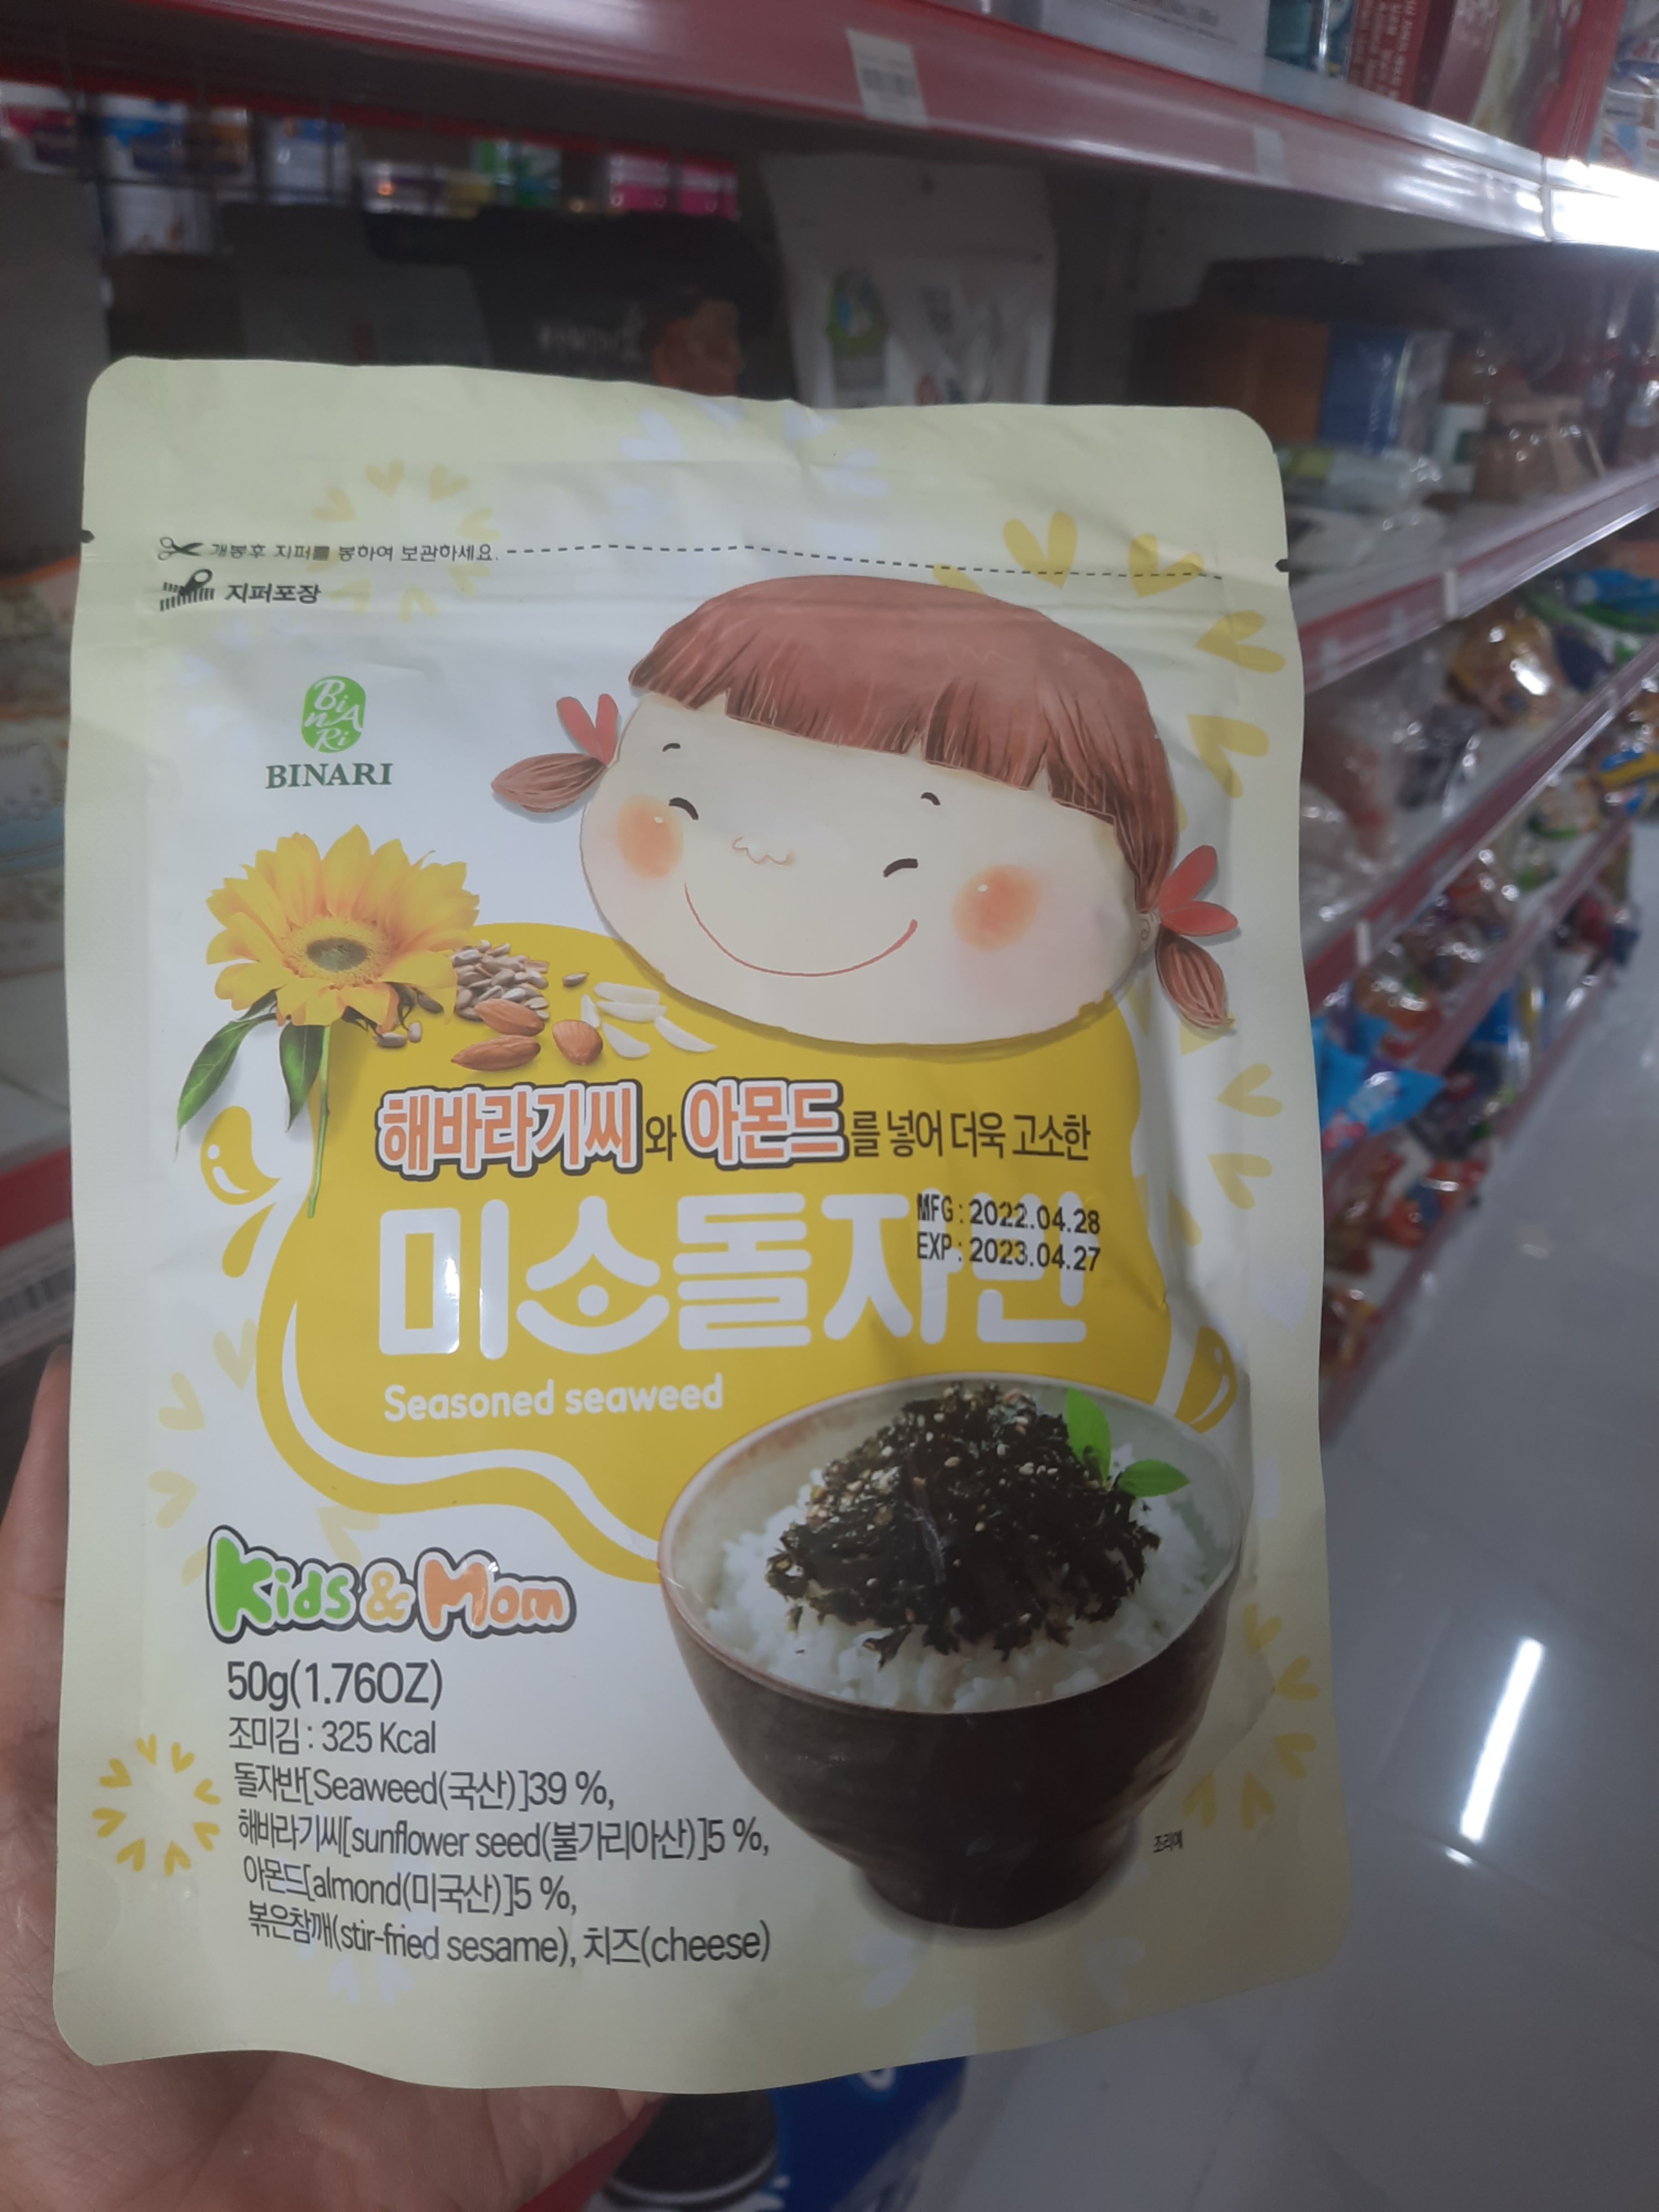 개봉후 지퍼를 봉하여 보관하세요.
지퍼포장
BinARi
BINARI
해바라기씨와 아몬드를 넣어 더욱 고소한
미소돌자반
MFG : 2022.04.28
EXP : 2023.04.27
Seasoned seaweed
Kids & Mom
50g(1.76OZ)
조미김 : 325 Kcal
돌자반[Seaweed(국산)]39 %,
해바라기씨[sunflower seed(불가리아산)]5 %,
아몬드[almond(미국산)]5 %,
볶은참깨(stir-fried sesame), 치즈(cheese)
조리예